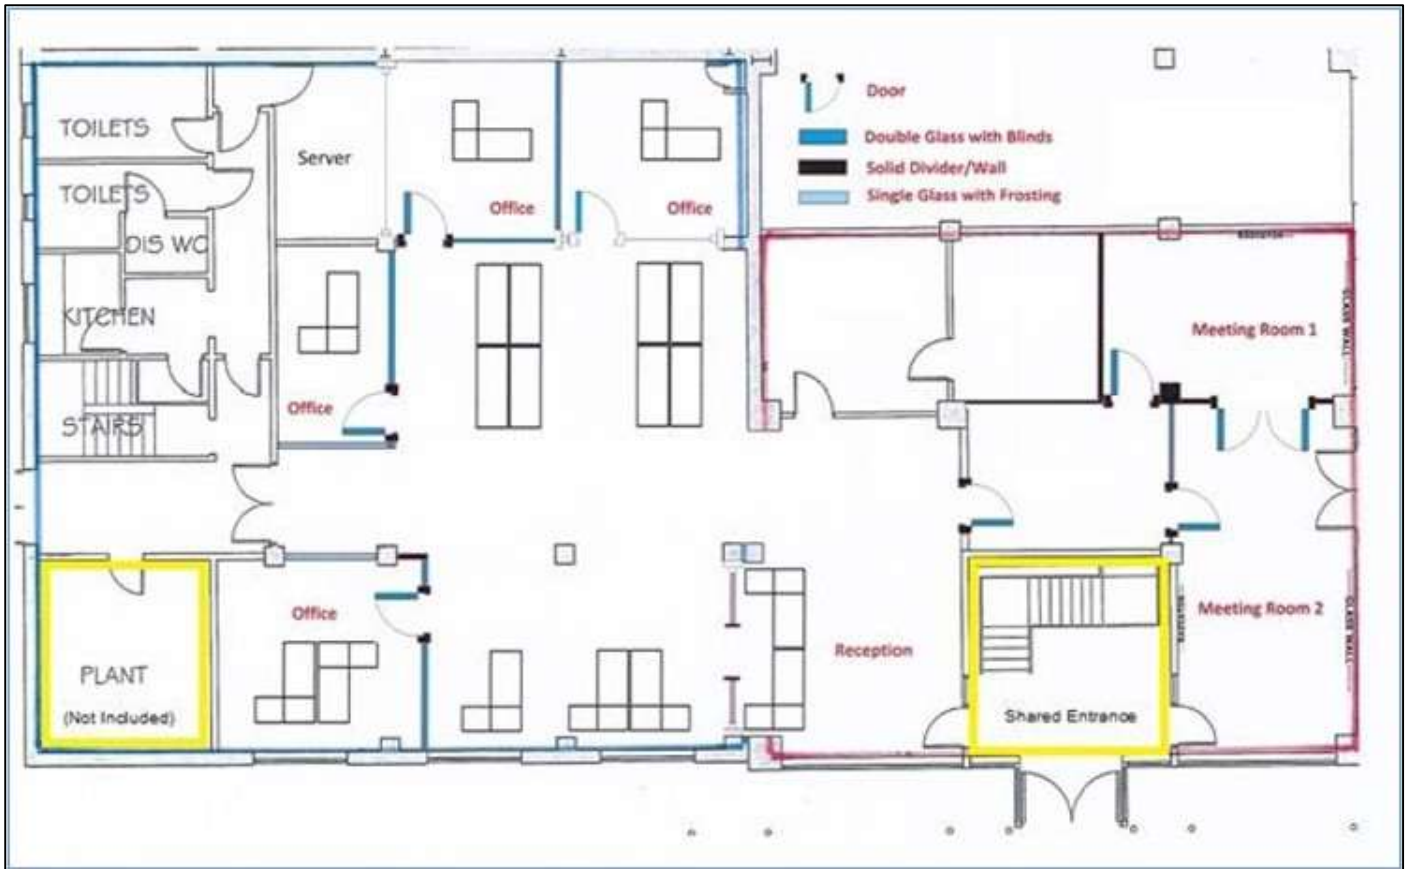 TOILETS
Server
Office
Office
Door
Double Glass with Blinds
Solid Divider/Wall
Single Glass with Frosting
TOILETS
DIS WC
KITCHEN
STAIRS
Office
Meeting Room 1
GLASS WALL
PLANT
(Not Included)
Office
Reception
Shared Entrance
Meeting Room 2
GLASS WALL